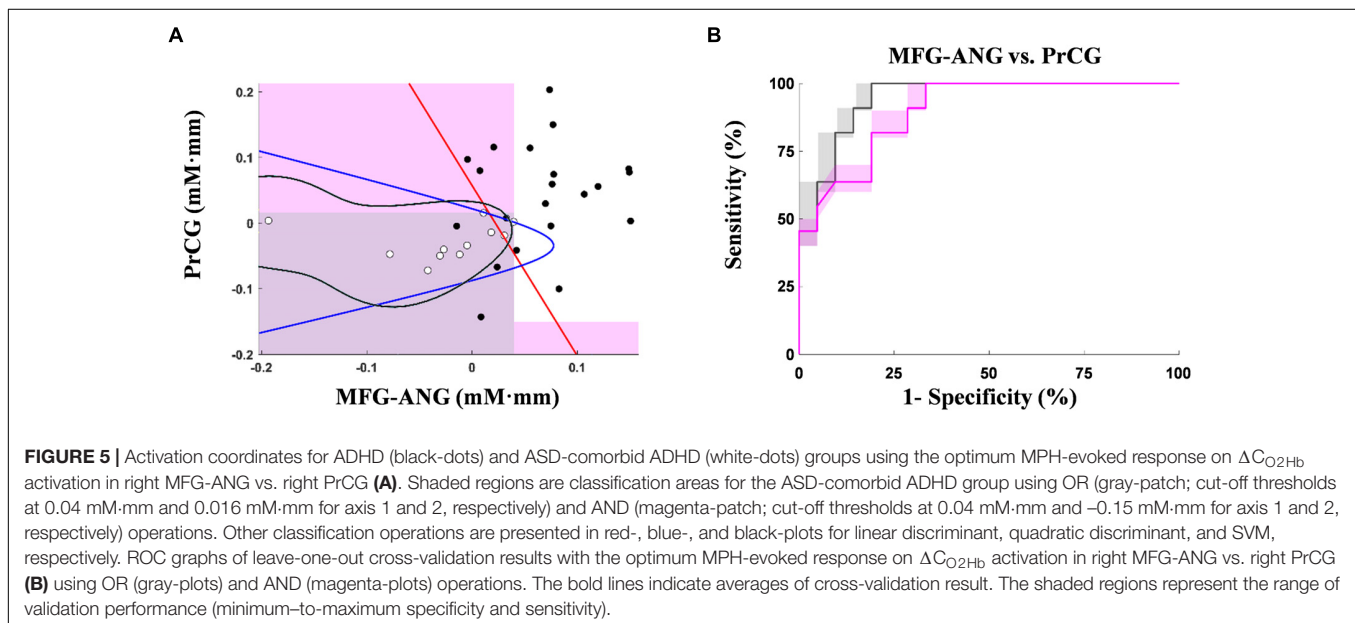 A
B
MFG-ANG vs. PrCG
0.2
0.1
0
-0.1
-0.2
PrCG (mM·mm)
-0.2
-0.1
0
0.1
MFG-ANG (mM·mm)
100
75
50
25
0
Sensitivity (%)
0
25
50
75
100
1- Specificity (%)
FIGURE 5 | Activation coordinates for ADHD (black-dots) and ASD-comorbid ADHD (white-dots) groups using the optimum MPH-evoked response on ΔC_O2Hb
activation in right MFG-ANG vs. right PrCG (A). Shaded regions are classification areas for the ASD-comorbid ADHD group using OR (gray-patch; cut-off thresholds
at 0.04 mM·mm and 0.016 mM·mm for axis 1 and 2, respectively) and AND (magenta-patch; cut-off thresholds at 0.04 mM·mm and –0.15 mM·mm for axis 1 and 2,
respectively) operations. Other classification operations are presented in red-, blue-, and black-plots for linear discriminant, quadratic discriminant, and SVM,
respectively. ROC graphs of leave-one-out cross-validation results with the optimum MPH-evoked response on ΔC_O2Hb activation in right MFG-ANG vs. right PrCG
(B) using OR (gray-plots) and AND (magenta-plots) operations. The bold lines indicate averages of cross-validation result. The shaded regions represent the range of
validation performance (minimum–to-maximum specificity and sensitivity).